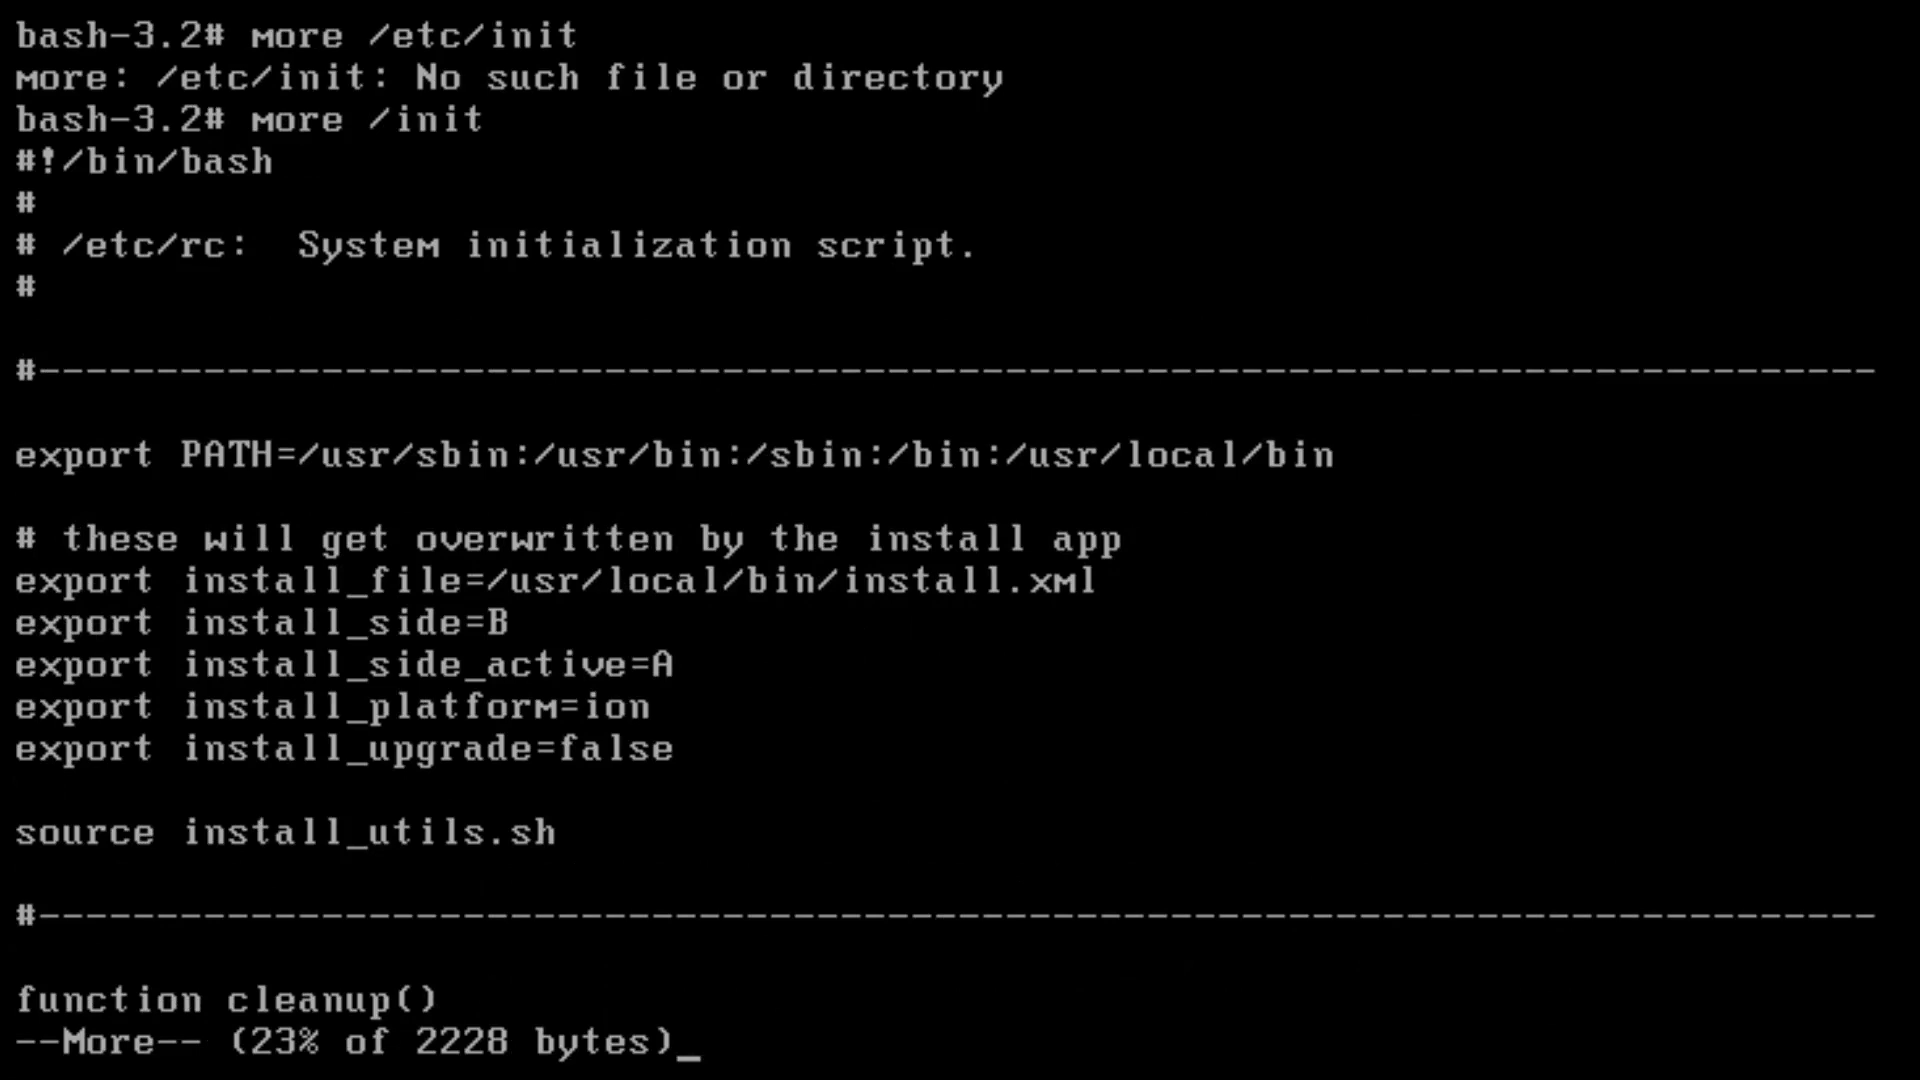 bash-3.2# more /etc/init
more: /etc/init: No such file or directory
bash-3.2# more /init
#!/bin/bash
#
# /etc/rc:  System initialization script.
#
#------------------------------------------------------------------------------
export PATH=/usr/sbin:/usr/bin:/sbin:/bin:/usr/local/bin
# these will get overwritten by the install app
export install_file=/usr/local/bin/install.xml
export install_side=B
export install_side_active=A
export install_platform=ion
export install_upgrade=false
source install_utils.sh
#------------------------------------------------------------------------------
function cleanup()
--More-- (23% of 2228 bytes)_